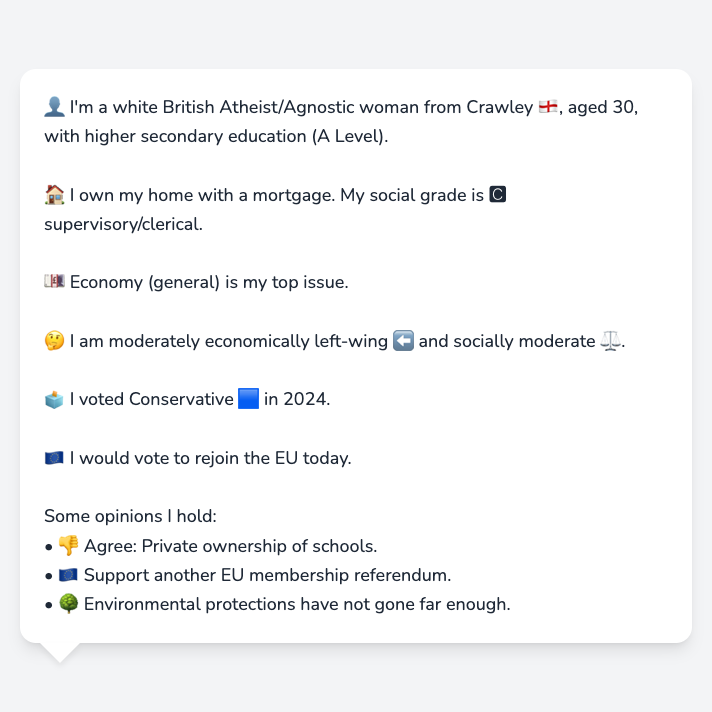 👤 I'm a white British Atheist/Agnostic woman from Crawley 🏴󠁧󠁢󠁥󠁮󠁧󠁿, aged 30,
with higher secondary education (A Level).
🏠 I own my home with a mortgage. My social grade is 🅲
supervisory/clerical.
💷 Economy (general) is my top issue.
🤔 I am moderately economically left-wing ⬅️ and socially moderate ⚖️.
🗳️ I voted Conservative 🟦 in 2024.
🇪🇺 I would vote to rejoin the EU today.
Some opinions I hold:
• 👎 Agree: Private ownership of schools.
• 🇪🇺 Support another EU membership referendum.
• 🌳 Environmental protections have not gone far enough.